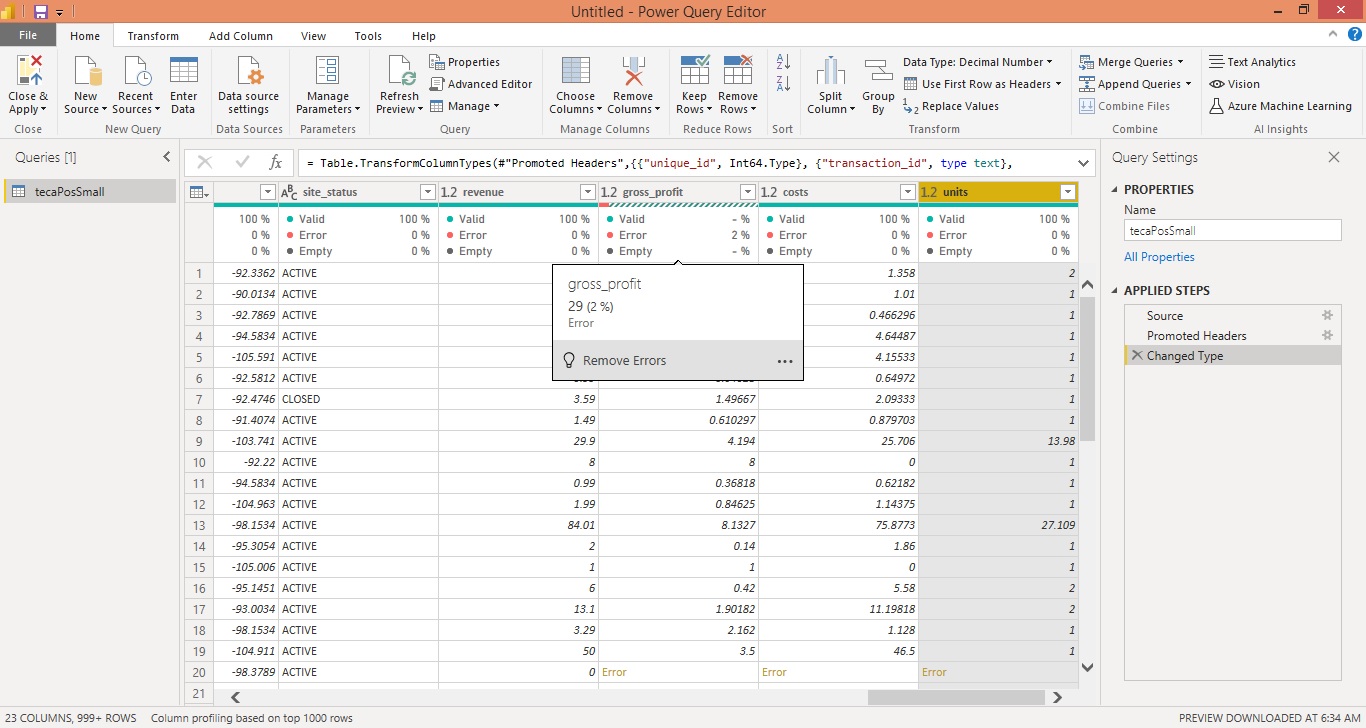 Untitled - Power Query Editor
File Home Transform Add Column View Tools Help
Close & Apply
New Source
Recent Sources
Enter Data
Data source settings
Manage Parameters
Refresh Preview
Properties
Advanced Editor
Manage
Choose Columns
Remove Columns
Keep Rows
Remove Rows
Split Column
Group By
Data Type: Decimal Number
Use First Row as Headers
Replace Values
Merge Queries
Append Queries
Combine Files
Text Analytics
Vision
Azure Machine Learning
Close New Query Data Sources Parameters Query Manage Columns Reduce Rows Sort Transform Combine AI Insights
Queries [1]
tecaPosSmall
fx = Table.TransformColumnTypes(#"Promoted Headers",{{"unique_id", Int64.Type}, {"transaction_id", type text},
ABC site_status 1.2 revenue 1.2 gross_profit 1.2 costs 1.2 units
100 % Valid 100 % Valid 100 % Valid - % Valid 100 % Valid 100 %
0 % Error 0 % Error 0 % Error 2 % Error 0 % Error 0 %
0 % Empty 0 % Empty 0 % Empty - % Empty 0 % Empty 0 %
gross_profit
29 (2 %)
Error
Remove Errors
1 -92.3362 ACTIVE 1.358 2
2 -90.0134 ACTIVE 1.01 1
3 -92.7869 ACTIVE 0.466296 1
4 -94.5834 ACTIVE 4.64487 1
5 -105.591 ACTIVE 4.15533 1
6 -92.5812 ACTIVE 0.64972 1
7 -92.4746 CLOSED 3.59 1.49667 2.09333 1
8 -91.4074 ACTIVE 1.49 0.610297 0.879703 1
9 -103.741 ACTIVE 29.9 4.194 25.706 13.98
10 -92.22 ACTIVE 8 8 0 1
11 -94.5834 ACTIVE 0.99 0.36818 0.62182 1
12 -104.963 ACTIVE 1.99 0.84625 1.14375 1
13 -98.1534 ACTIVE 84.01 8.1327 75.8773 27.109
14 -95.3054 ACTIVE 2 0.14 1.86 1
15 -105.006 ACTIVE 1 1 0 1
16 -95.1451 ACTIVE 6 0.42 5.58 2
17 -93.0034 ACTIVE 13.1 1.90182 11.19818 2
18 -98.1534 ACTIVE 3.29 2.162 1.128 1
19 -104.911 ACTIVE 50 3.5 46.5 1
20 -98.3789 ACTIVE 0 Error Error Error
21
Query Settings
PROPERTIES
Name
tecaPosSmall
All Properties
APPLIED STEPS
Source
Promoted Headers
Changed Type
23 COLUMNS, 999+ ROWS Column profiling based on top 1000 rows
PREVIEW DOWNLOADED AT 6:34 AM